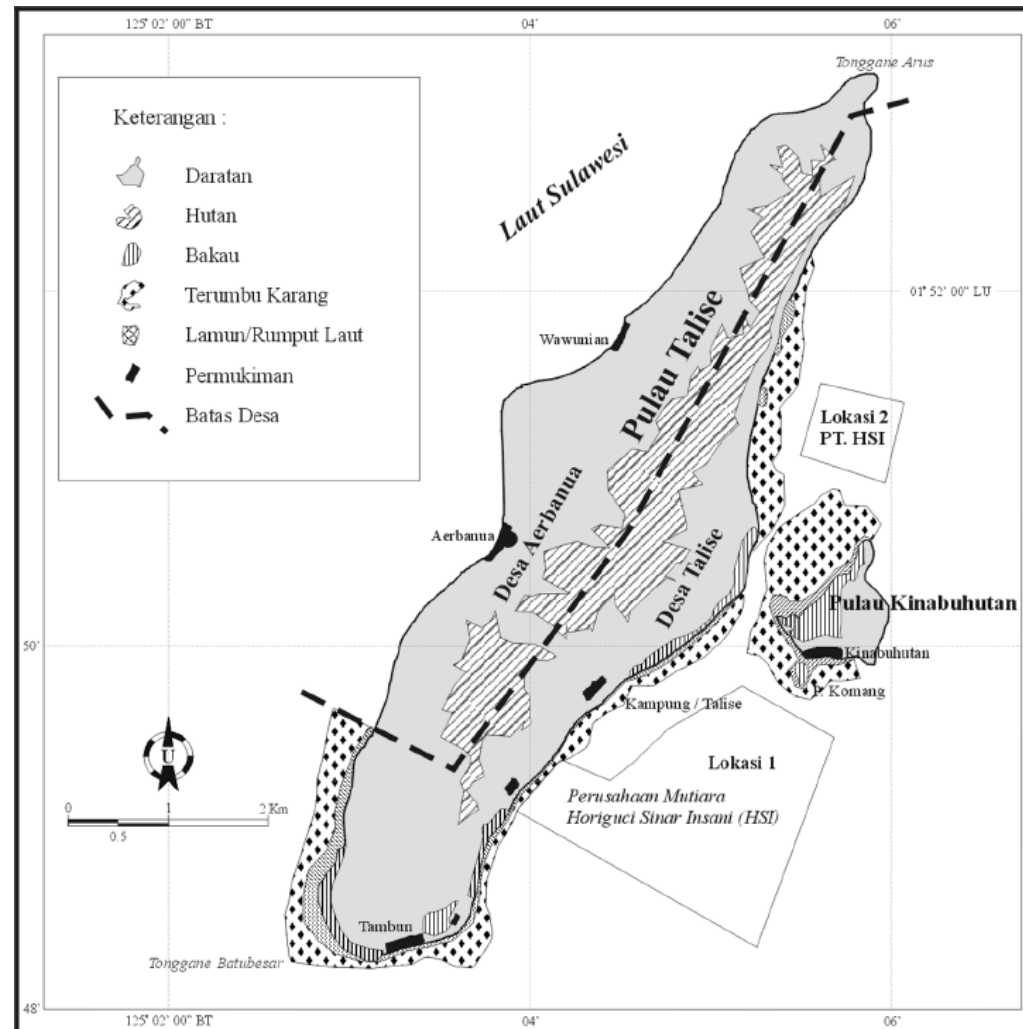 125° 02' 00" BT
04'
06'
Tonggane Arus
Keterangan :
Daratan
Hutan
Bakau
Terumbu Karang
Lamun/Rumput Laut
Permukiman
Batas Desa
Laut Sulawesi
01° 52' 00" LU
Wawunian
Pulau Talise
Lokasi 2
PT. HSI
Aerbanua
Desa Aerbanua
Desa Talise
Pulau Kinabuhutan
50'
Kinabuhutan
P. Komang
Kampung / Talise
Lokasi 1
U
Perusahaan Mutiara
Horiguci Sinar Insani (HSI)
0
1
2 Km
0.5
Tambun
Tonggane Batubesar
48'
125° 02' 00" BT
04'
06'